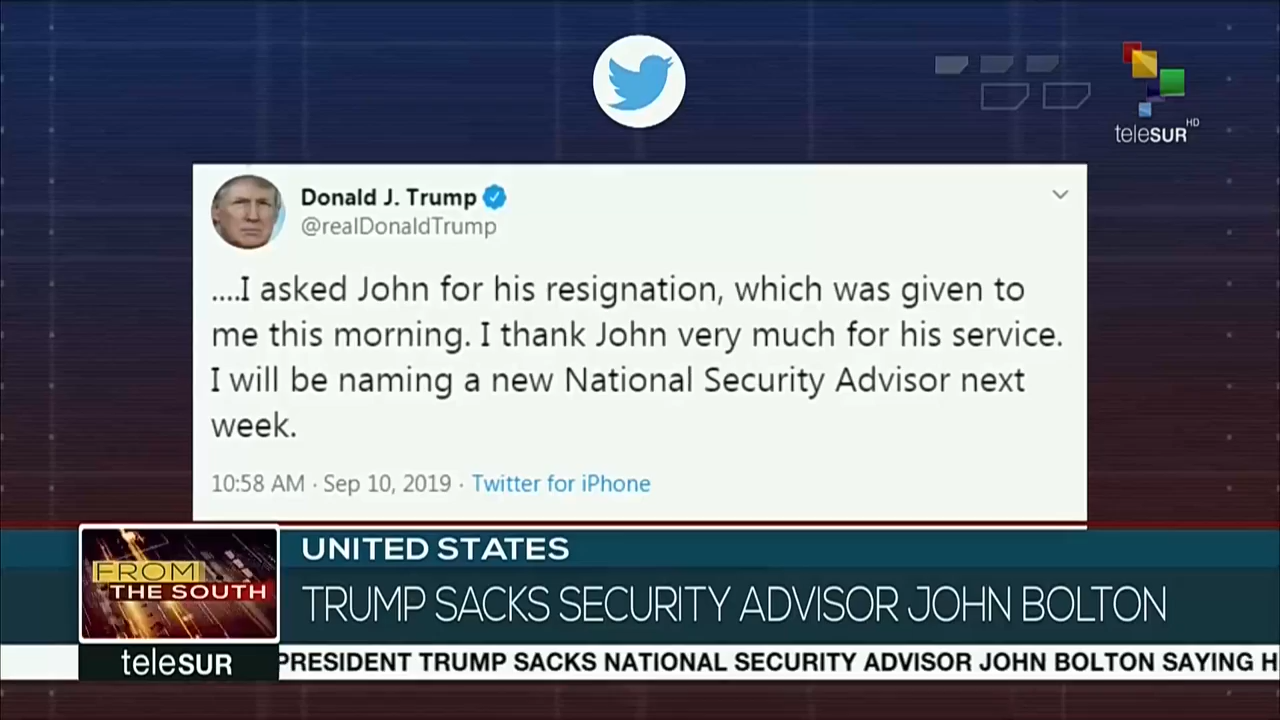 HD
teleSUR
Donald J. Trump
@realDonaldTrump
....I asked John for his resignation, which was given to
me this morning. I thank John very much for his service.
I will be naming a new National Security Advisor next
week.
10:58 AM · Sep 10, 2019 · Twitter for iPhone
UNITED STATES
FROM
THE SOUTH
TRUMP SACKS SECURITY ADVISOR JOHN BOLTON
teleSUR
PRESIDENT TRUMP SACKS NATIONAL SECURITY ADVISOR JOHN BOLTON SAYING H